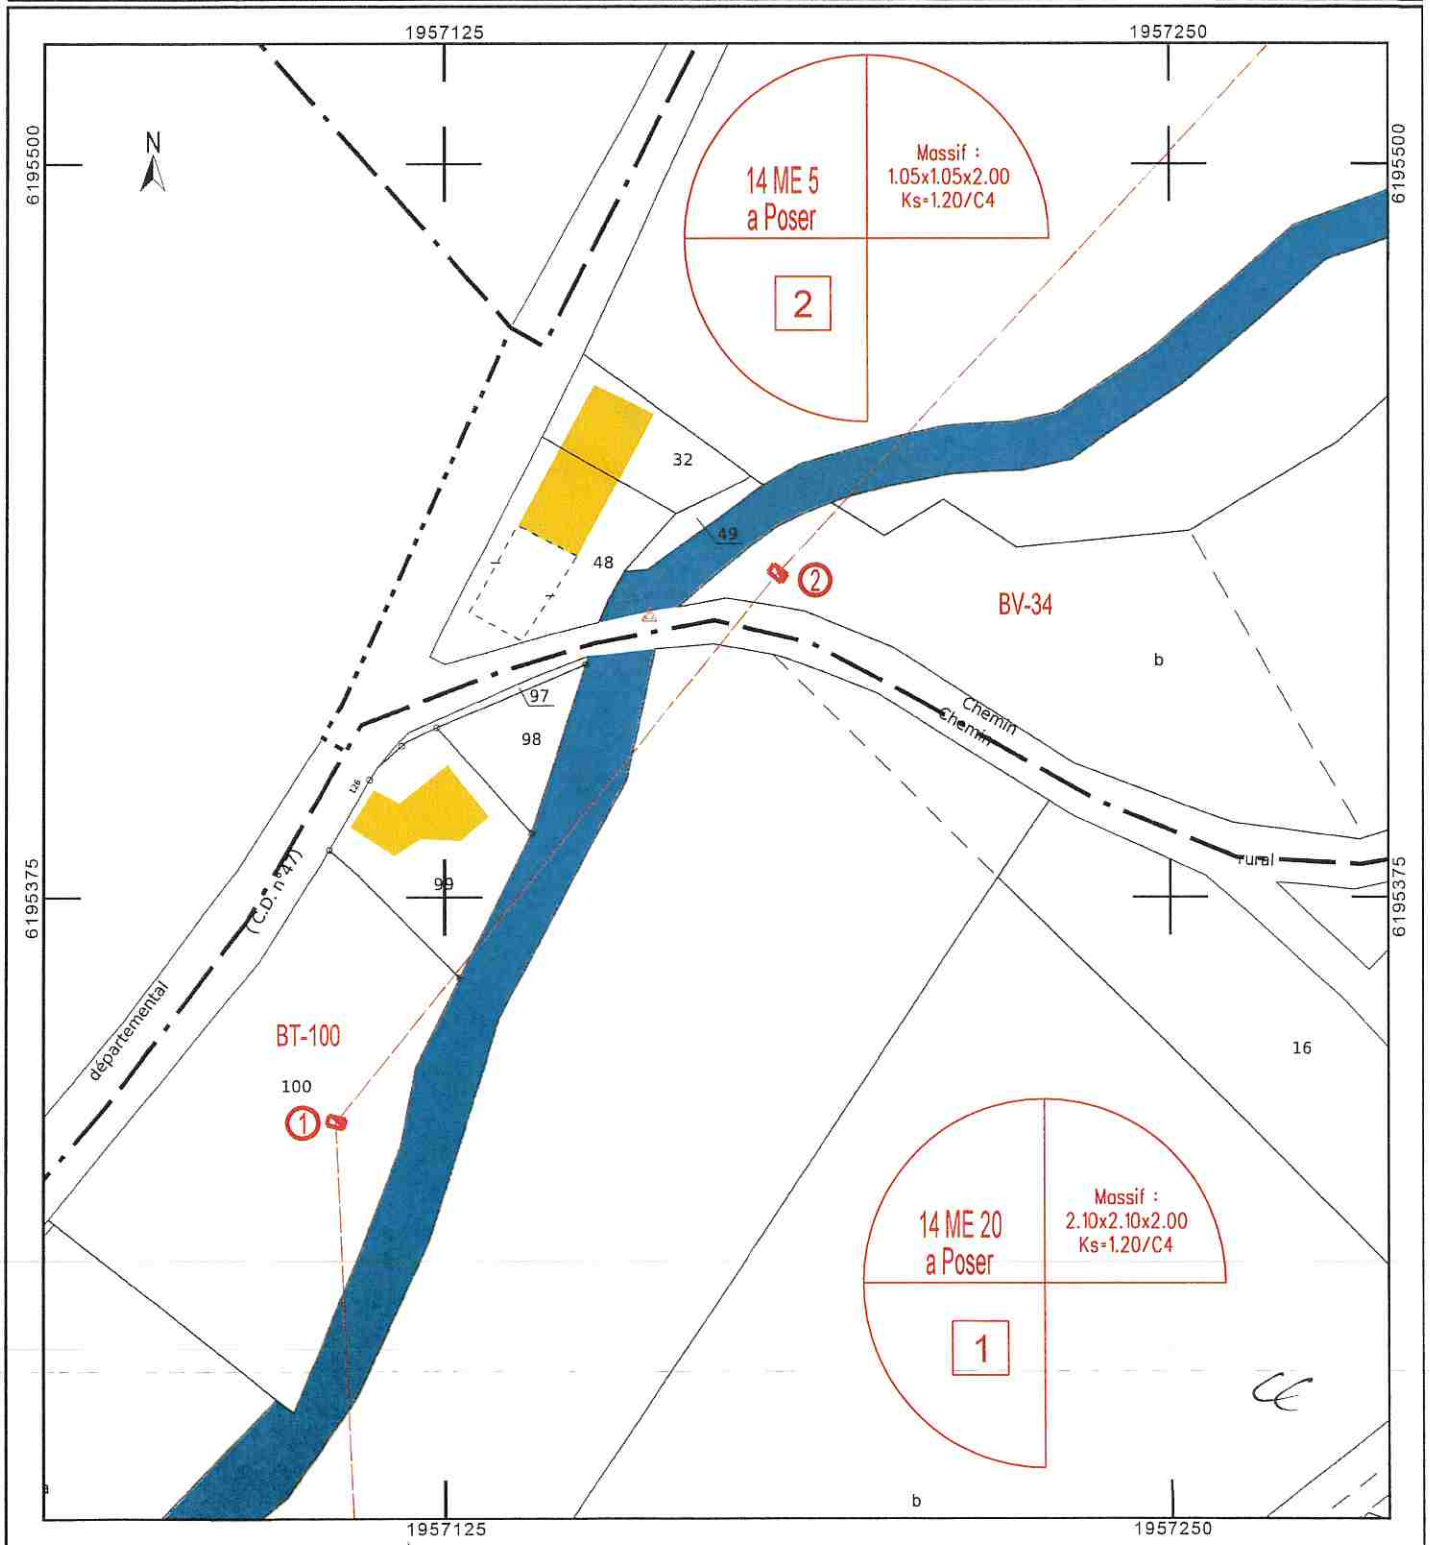 1957125
1957250
6195500
N
6195500
14 ME 5
a Poser
Massif :
1.05x1.05x2.00
Ks=1.20/C4
2
32
49
48
2
BV-34
b
97
98
Chemin
Chemin
126
rural
99
6195375
( C.D. n°47)
6195375
départemental
BT-100
100
16
1
14 ME 20
a Poser
Massif :
2.10x2.10x2.00
Ks=1.20/C4
1
a
b
1957125
1957250